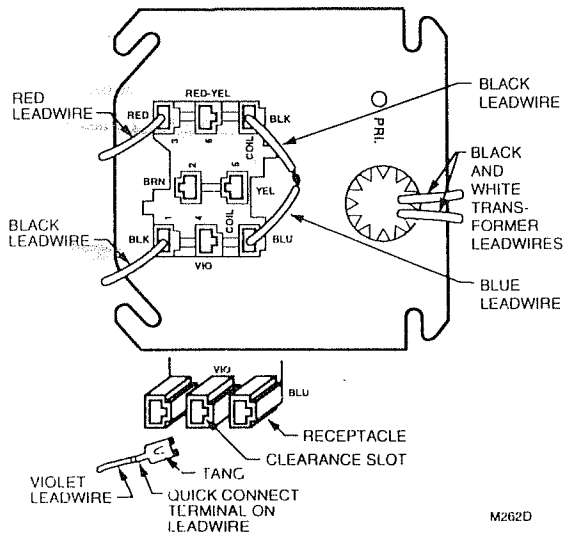 RED-YEL
RED
LEADWIRE
RED
BLK
BLACK
LEADWIRE
3
6
COIL
PRI.
BLACK
AND
WHITE
TRANS-
FORMER
LEADWIRES
2
5
BRN
YEL
1
4
COIL
BLACK
LEADWIRE
BLK
BLU
VIO
BLUE
LEADWIRE
VIO
BLU
RECEPTACLE
CLEARANCE SLOT
TANG
VIOLET
LEADWIRE
QUICK CONNECT
TERMINAL ON
LEADWIRE
M262D